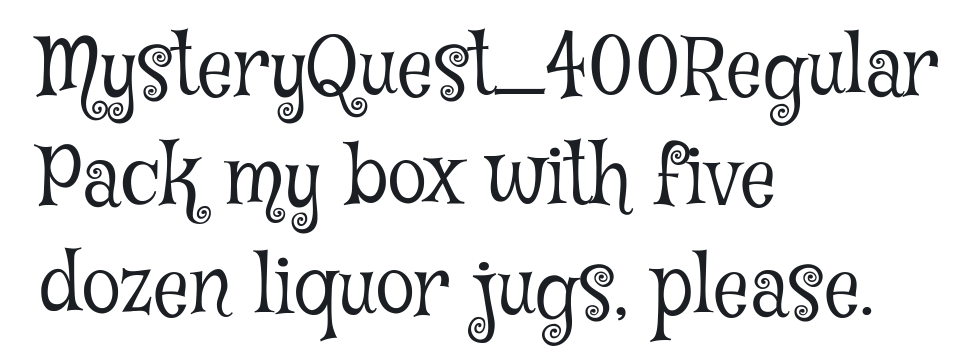 MysteryQuest_400Regular
Pack my box with five
dozen liquor jugs, please.